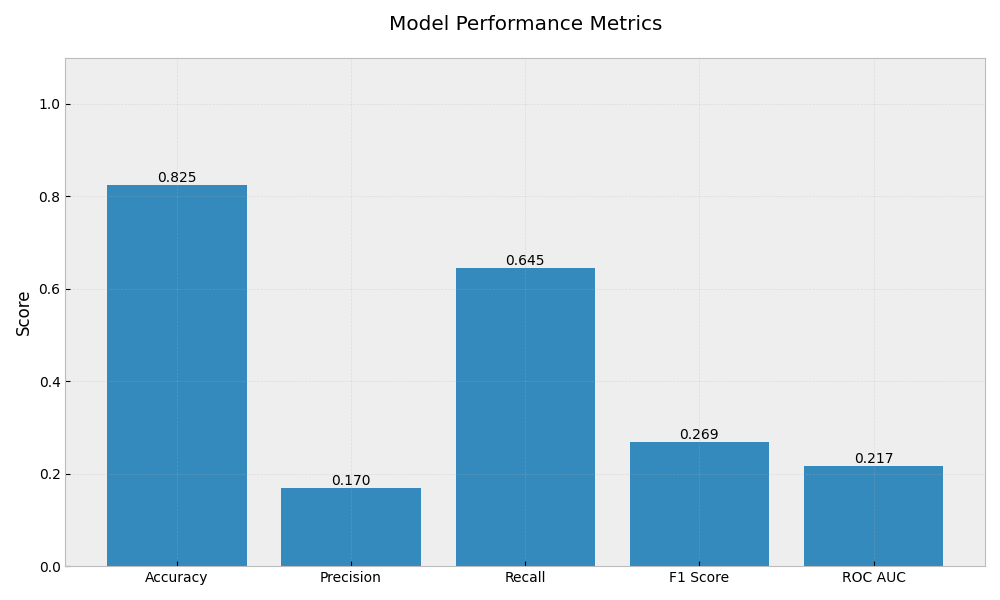 Model Performance Metrics
Score
1.0
0.8
0.6
0.4
0.2
0.0
0.825
0.170
0.645
0.269
0.217
Accuracy
Precision
Recall
F1 Score
ROC AUC